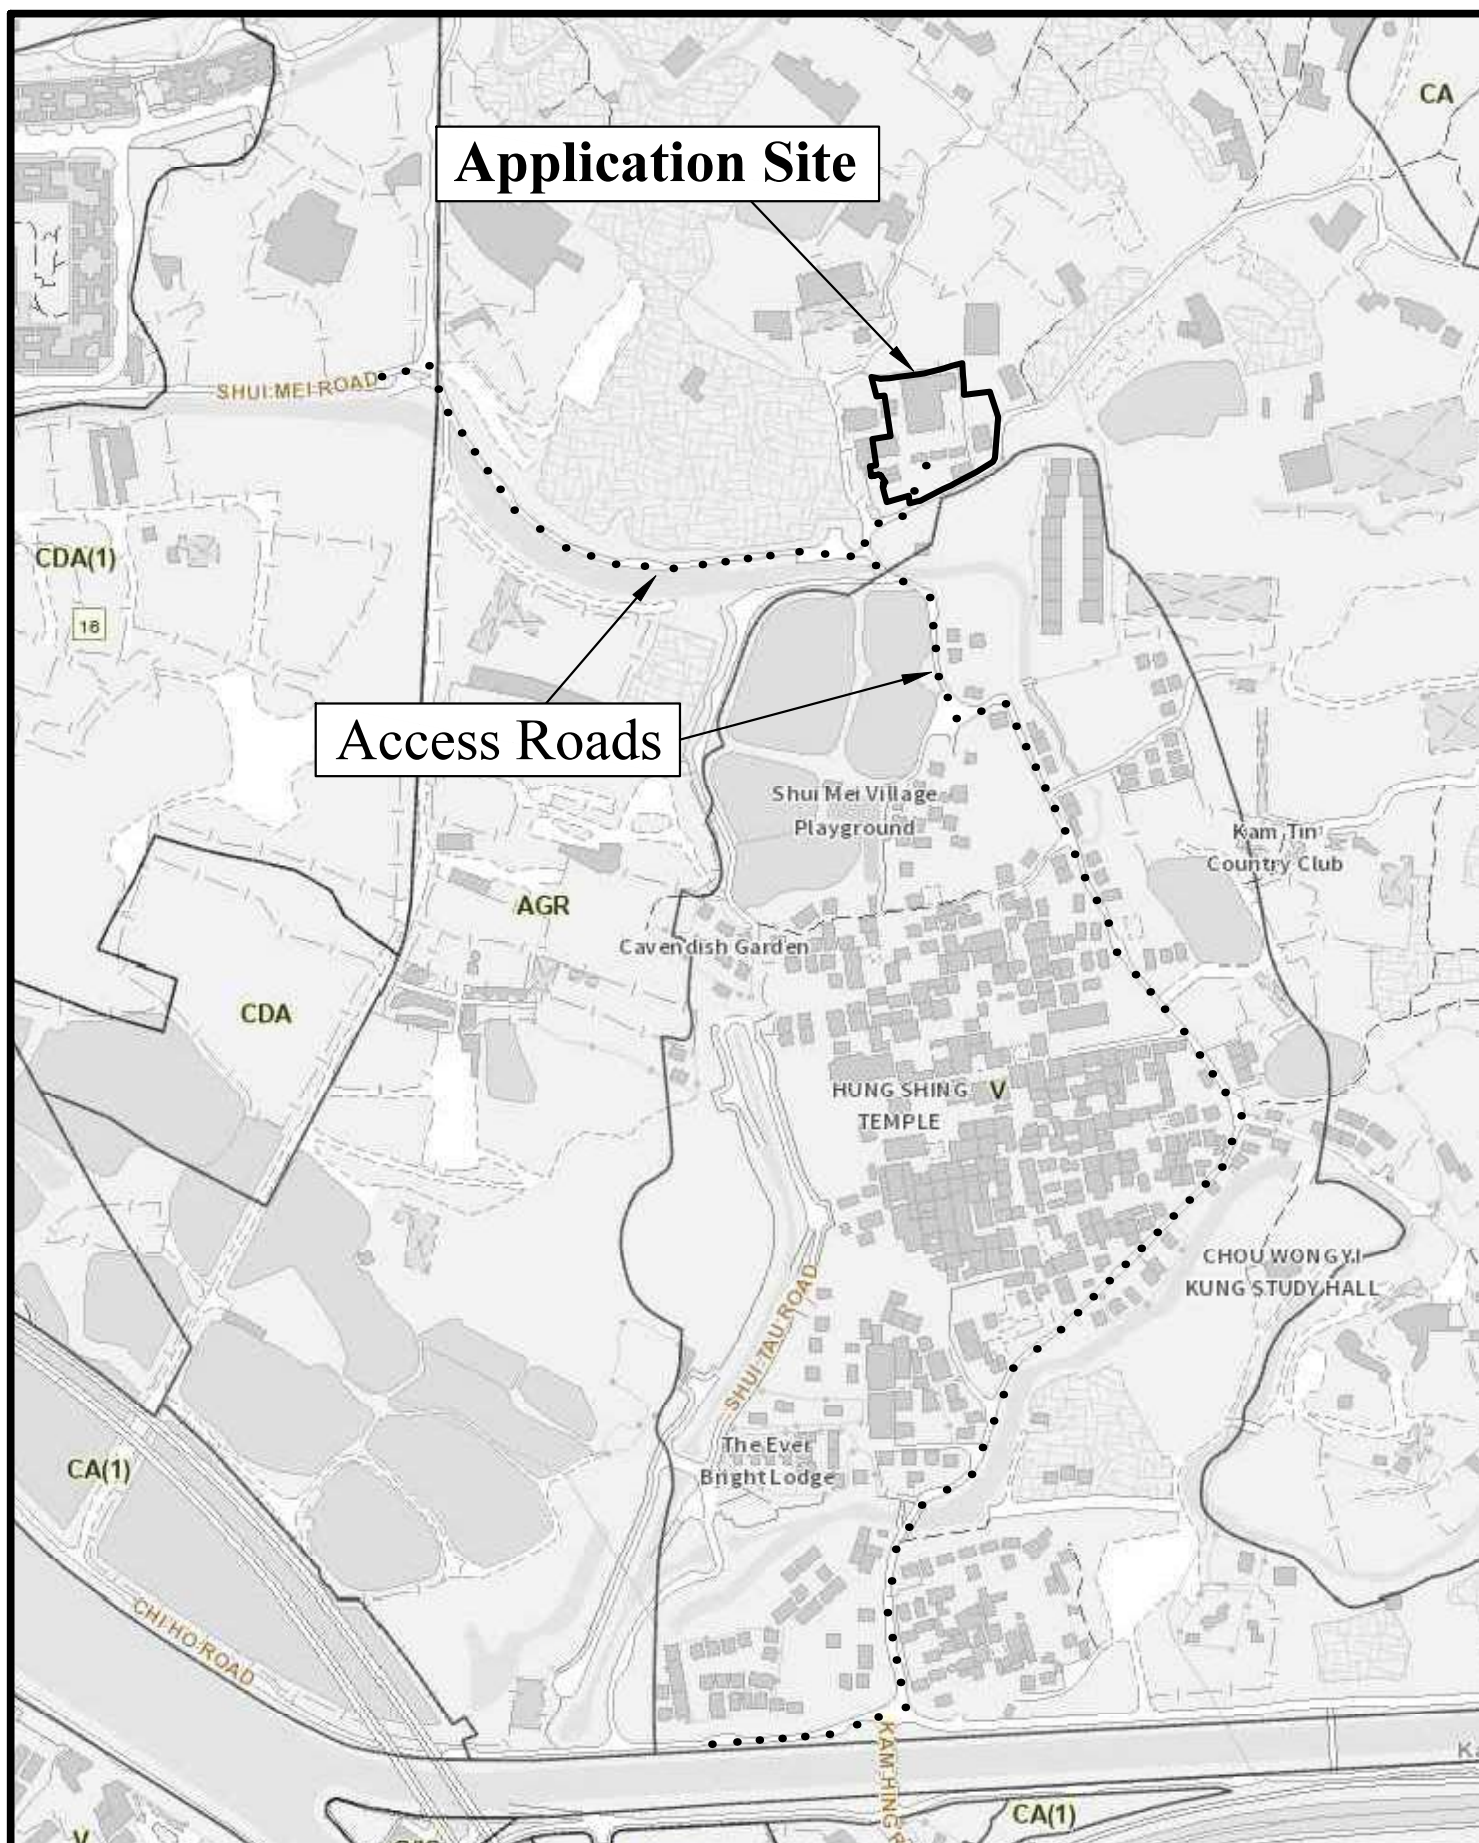 CA
Application Site
SHUI MEI ROAD
CDA(1)
16
Access Roads
Shui Mei Village
Playground
Kam Tin
Country Club
AGR
Cavendish Garden
CDA
HUNG SHING
TEMPLE
V
CHOU WONG YI
KUNG STUDY HALL
SHUI TAU ROAD
The Ever
Bright Lodge
CA(1)
CHI HO ROAD
KAM HING R
CA(1)
V